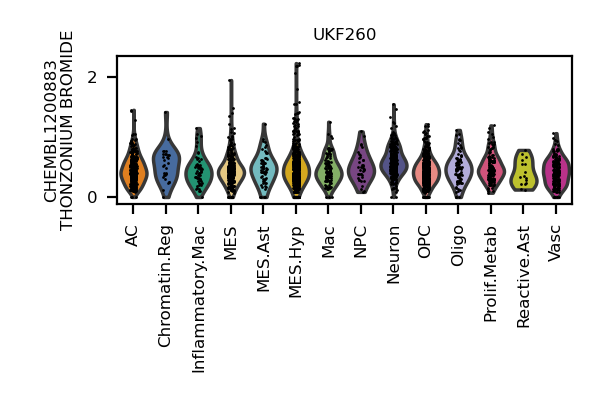 UKF260
CHEMBL1200883
THONZONIUM BROMIDE
2
0
AC
Chromatin.Reg
Inflammatory.Mac
MES
MES.Ast
MES.Hyp
Mac
NPC
Neuron
OPC
Oligo
Prolif.Metab
Reactive.Ast
Vasc